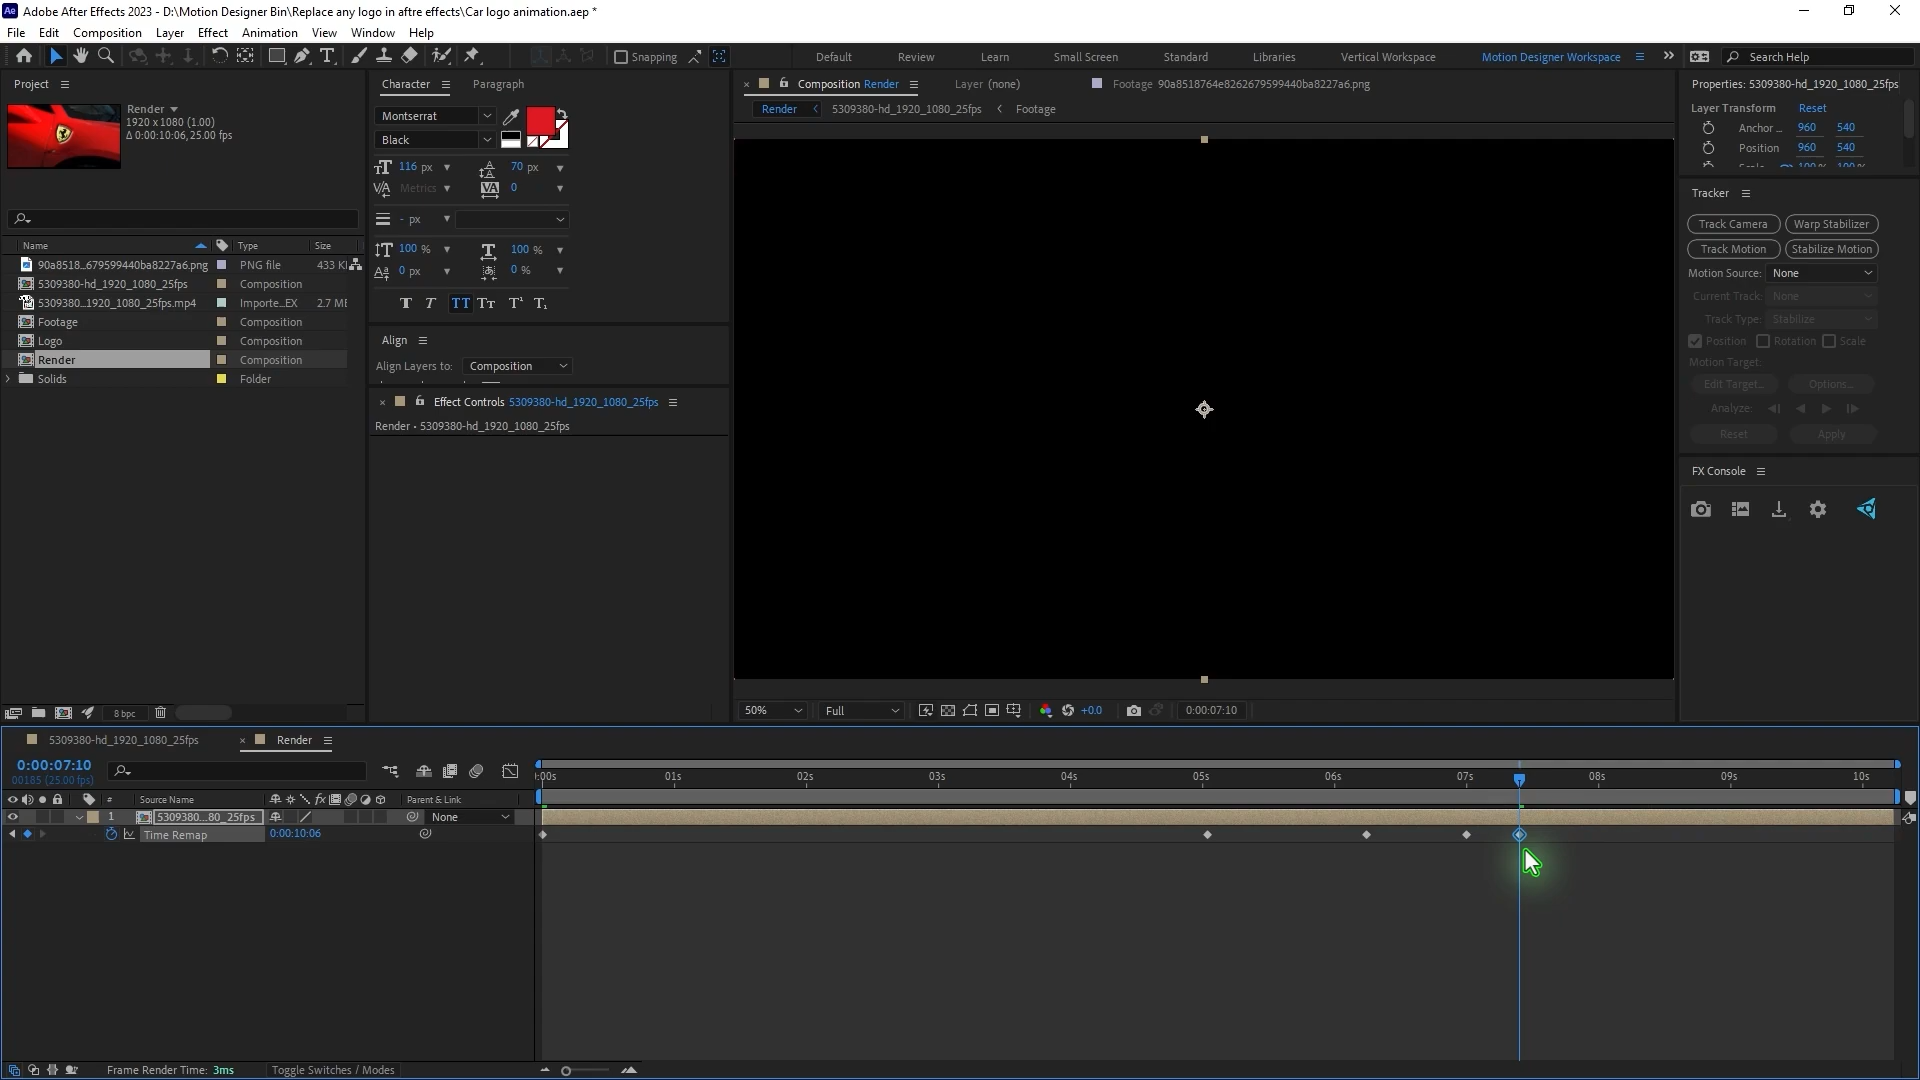 Adobe After Effects 2023 - D:\Motion Designer Bin\Replace any logo in aftre effects\Car logo animation.aep *
File Edit Composition Layer Effect Animation View Window Help
Snapping
Default Review Learn Small Screen Standard Libraries Vertical Workspace Motion Designer Workspace Search Help
Project
Render
1920 x 1080 (1.00)
Δ 0:00:10:06, 25.00 fps
Name Type Size
90a8518...679599440ba8227a6.png PNG file 433 KI
5309380-hd_1920_1080_25fps Composition
5309380...1920_1080_25fps.mp4 Importe...EX 2.7 ME
Footage Composition
Logo Composition
Render Composition
Solids Folder
8 bpc
Character Paragraph
Montserrat
Black
116 px 70 px
Metrics 0
- px
100 % 100 %
0 px 0 %
Align
Align Layers to: Composition
Effect Controls 5309380-hd_1920_1080_25fps
Render • 5309380-hd_1920_1080_25fps
Composition Render Layer (none) Footage 90a8518764e8262679599440ba8227a6.png
Render 5309380-hd_1920_1080_25fps Footage
50% Full +0.0 0:00:07:10
Properties: 5309380-hd_1920_1080_25fps
Layer Transform Reset
Anchor ... 960 540
Position 960 540
Tracker
Track Camera Warp Stabilizer
Track Motion Stabilize Motion
Motion Source: None
Current Track: None
Track Type: Stabilize
Position Rotation Scale
Motion Target:
Edit Target... Options...
Analyze:
Reset Apply
FX Console
5309380-hd_1920_1080_25fps Render
0:00:07:10
00185 (25.00 fps)
:00s 01s 02s 03s 04s 05s 06s 07s 08s 09s 10s
# Source Name Parent & Link
1 5309380...80_25fps None
Time Remap 0:00:10:06
Frame Render Time: 3ms Toggle Switches / Modes